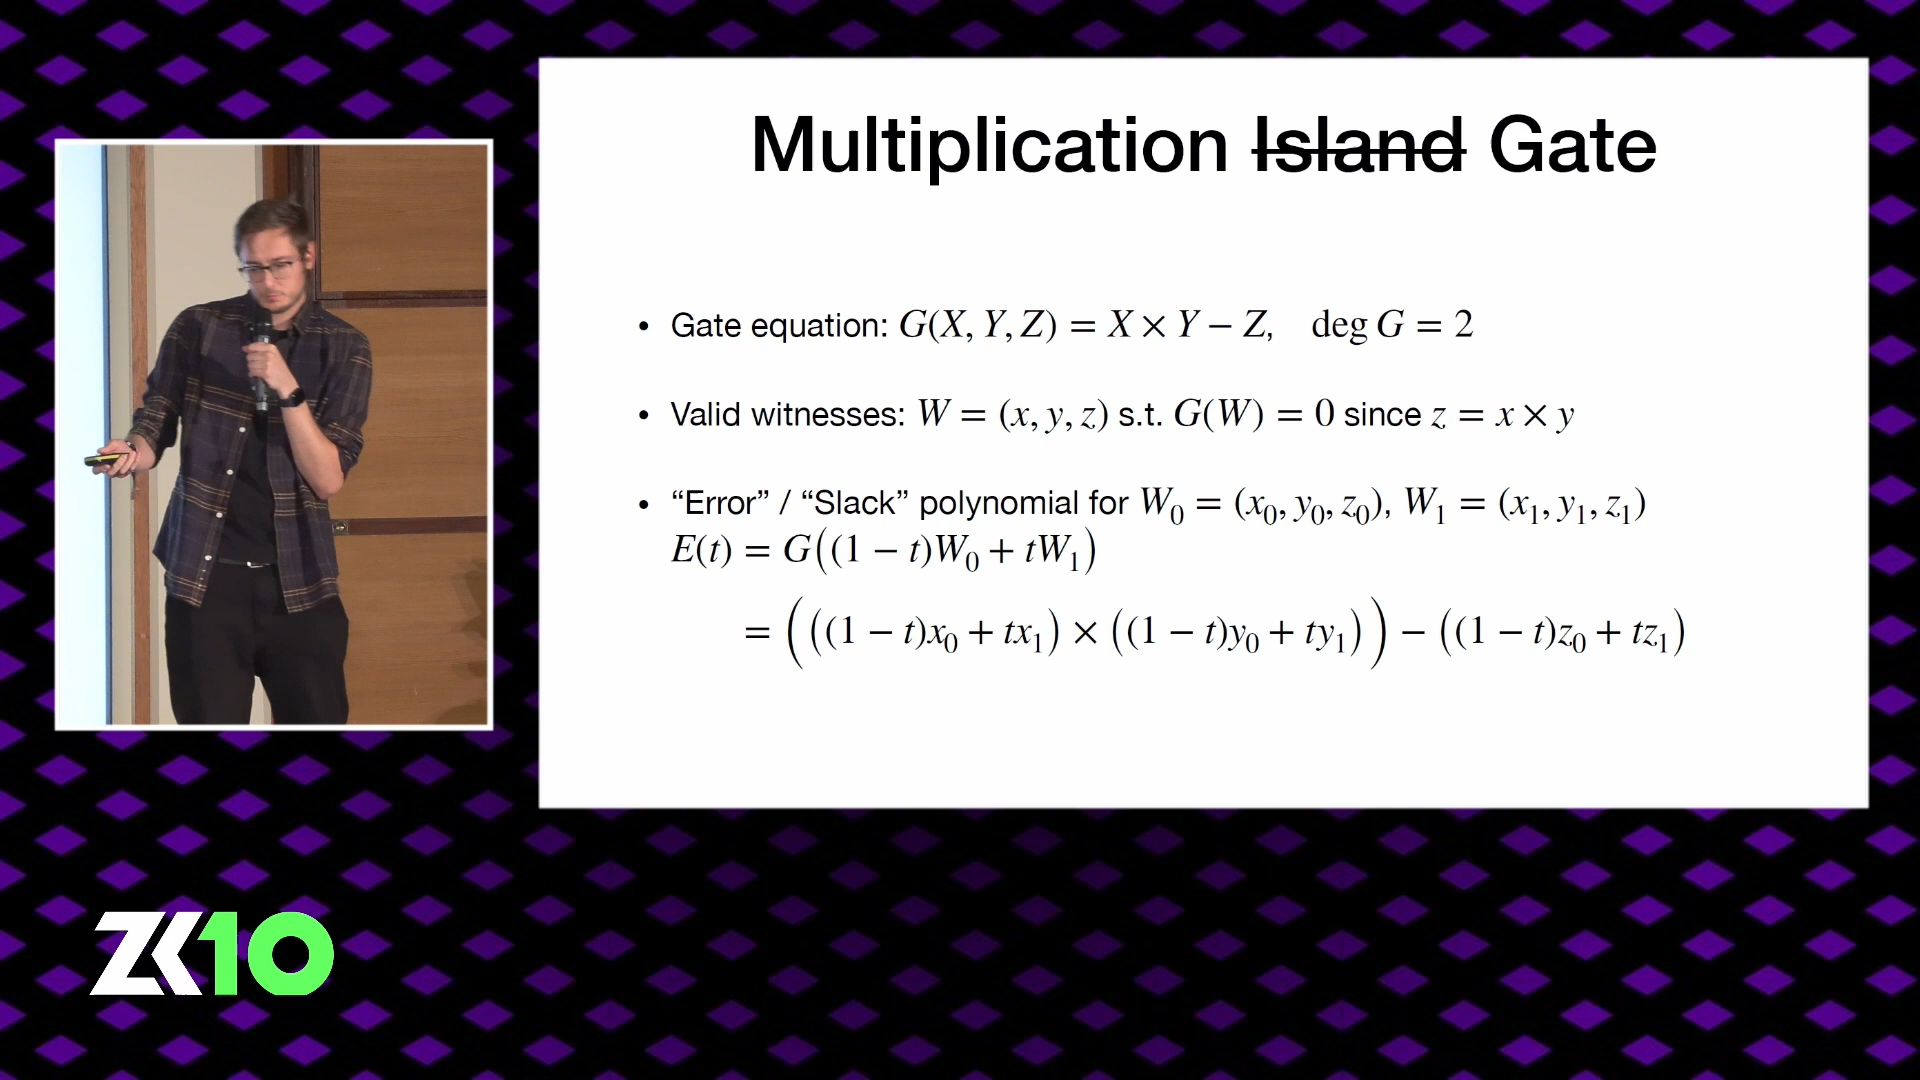 Multiplication Island Gate
• Gate equation: G(X, Y, Z) = X × Y − Z, deg G = 2
• Valid witnesses: W = (x, y, z) s.t. G(W) = 0 since z = x × y
• “Error” / “Slack” polynomial for W₀ = (x₀, y₀, z₀), W₁ = (x₁, y₁, z₁)
E(t) = G((1 − t)W₀ + tW₁)
= (((1 − t)x₀ + tx₁) × ((1 − t)y₀ + ty₁)) − ((1 − t)z₀ + tz₁)
ZK10